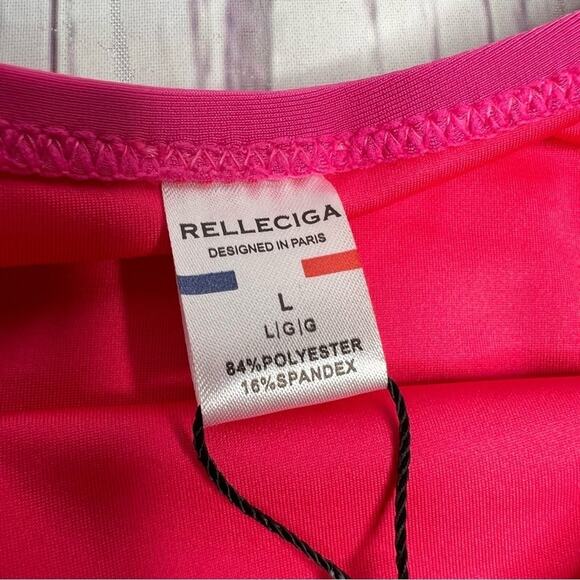 RELLECIGA
DESIGNED IN PARIS
L
L|G|G
84%POLYESTER
16%SPANDEX